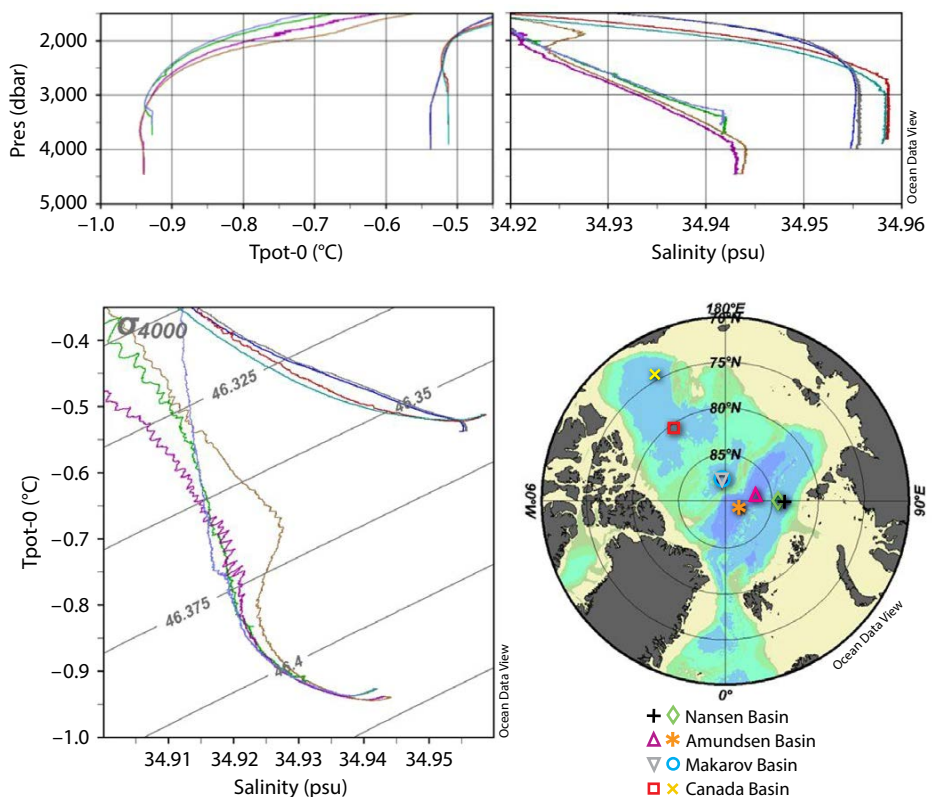 Pres (dbar)
2,000
3,000
4,000
5,000
−1.0 −0.9 −0.8 −0.7 −0.6 −0.5
Tpot-0 (°C)
34.92 34.93 34.94 34.95 34.96
Salinity (psu)
Ocean Data View
σ4000
46.325
46.35
46.375
46.4
Tpot-0 (°C)
−0.4
−0.5
−0.6
−0.7
−0.8
−0.9
−1.0
34.91 34.92 34.93 34.94 34.95
Salinity (psu)
Ocean Data View
180°E
70°N
75°N
80°N
85°N
90°W
90°E
0°
Ocean Data View
Nansen Basin
Amundsen Basin
Makarov Basin
Canada Basin